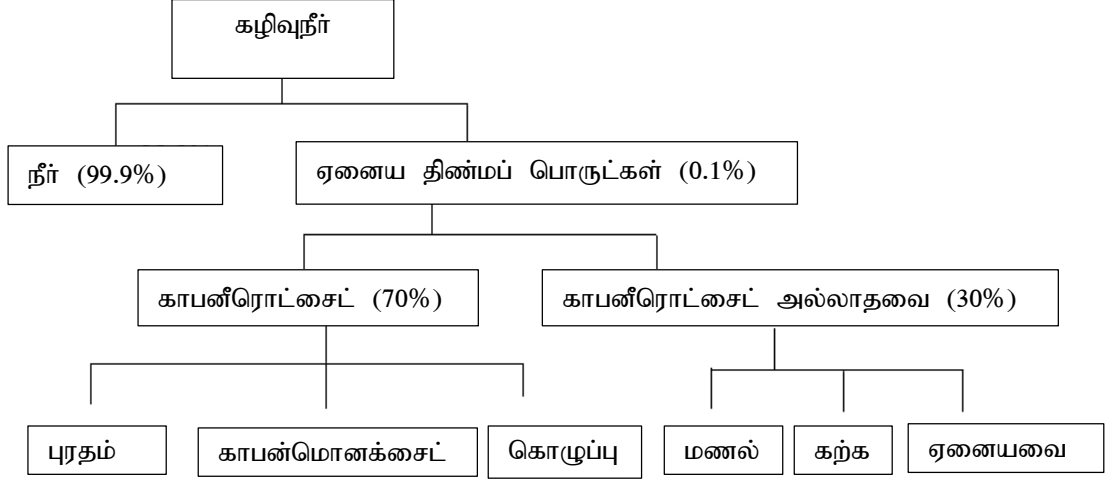 கழிவுநீர்
நீர் (99.9%)
ஏனைய திண்மப் பொருட்கள் (0.1%)
காபனீரொட்சைட் (70%)
காபனீரொட்சைட் அல்லாதவை (30%)
புரதம்
காபன்மொனக்சைட்
கொழுப்பு
மணல்
கற்க
ஏனையவை